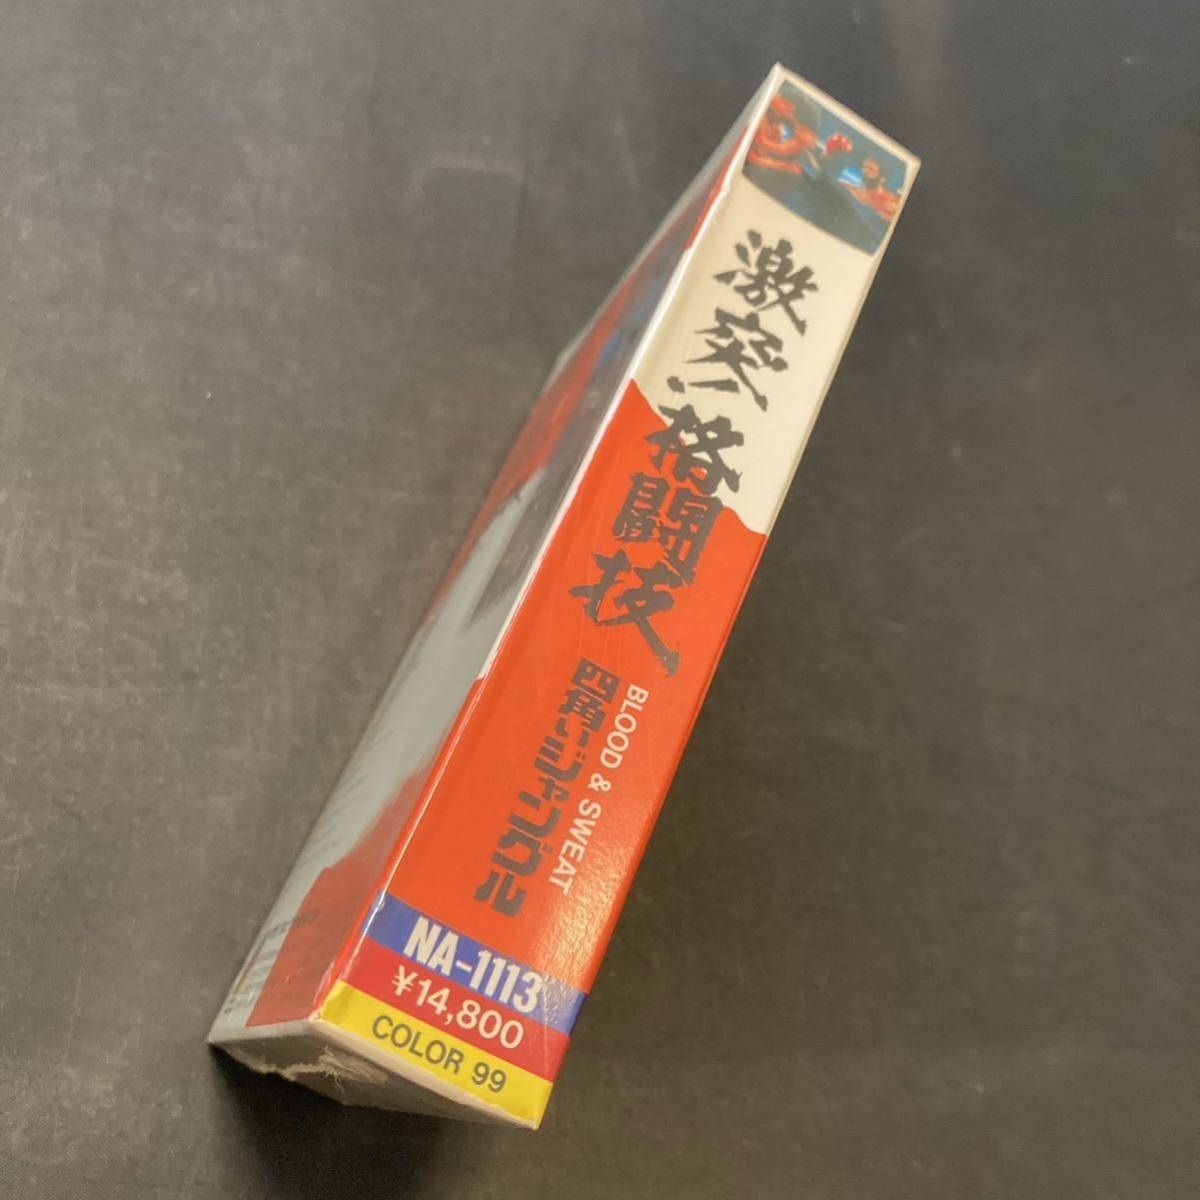 激突!格闘技
四角いジャングル
BLOOD & SWEAT
NA-1113
¥14,800
COLOR 99